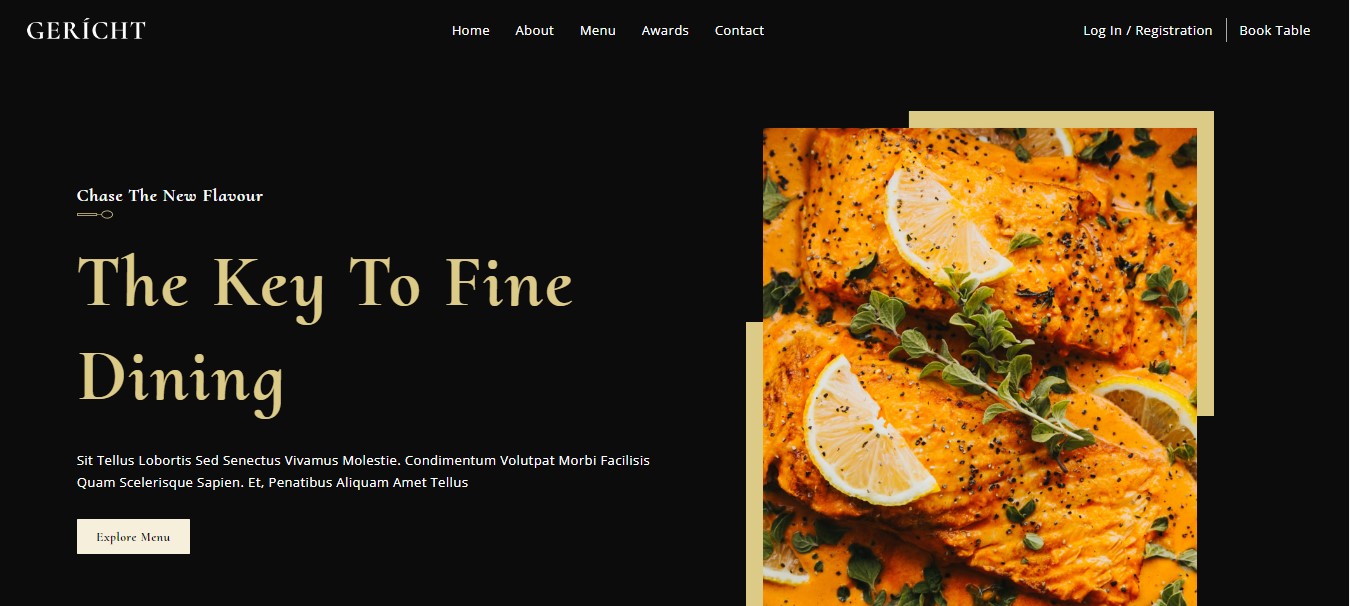 GERÍCHT
Home About Menu Awards Contact
Log In / Registration Book Table
Chase The New Flavour
The Key To Fine
Dining
Sit Tellus Lobortis Sed Senectus Vivamus Molestie. Condimentum Volutpat Morbi Facilisis
Quam Scelerisque Sapien. Et, Penatibus Aliquam Amet Tellus
Explore Menu